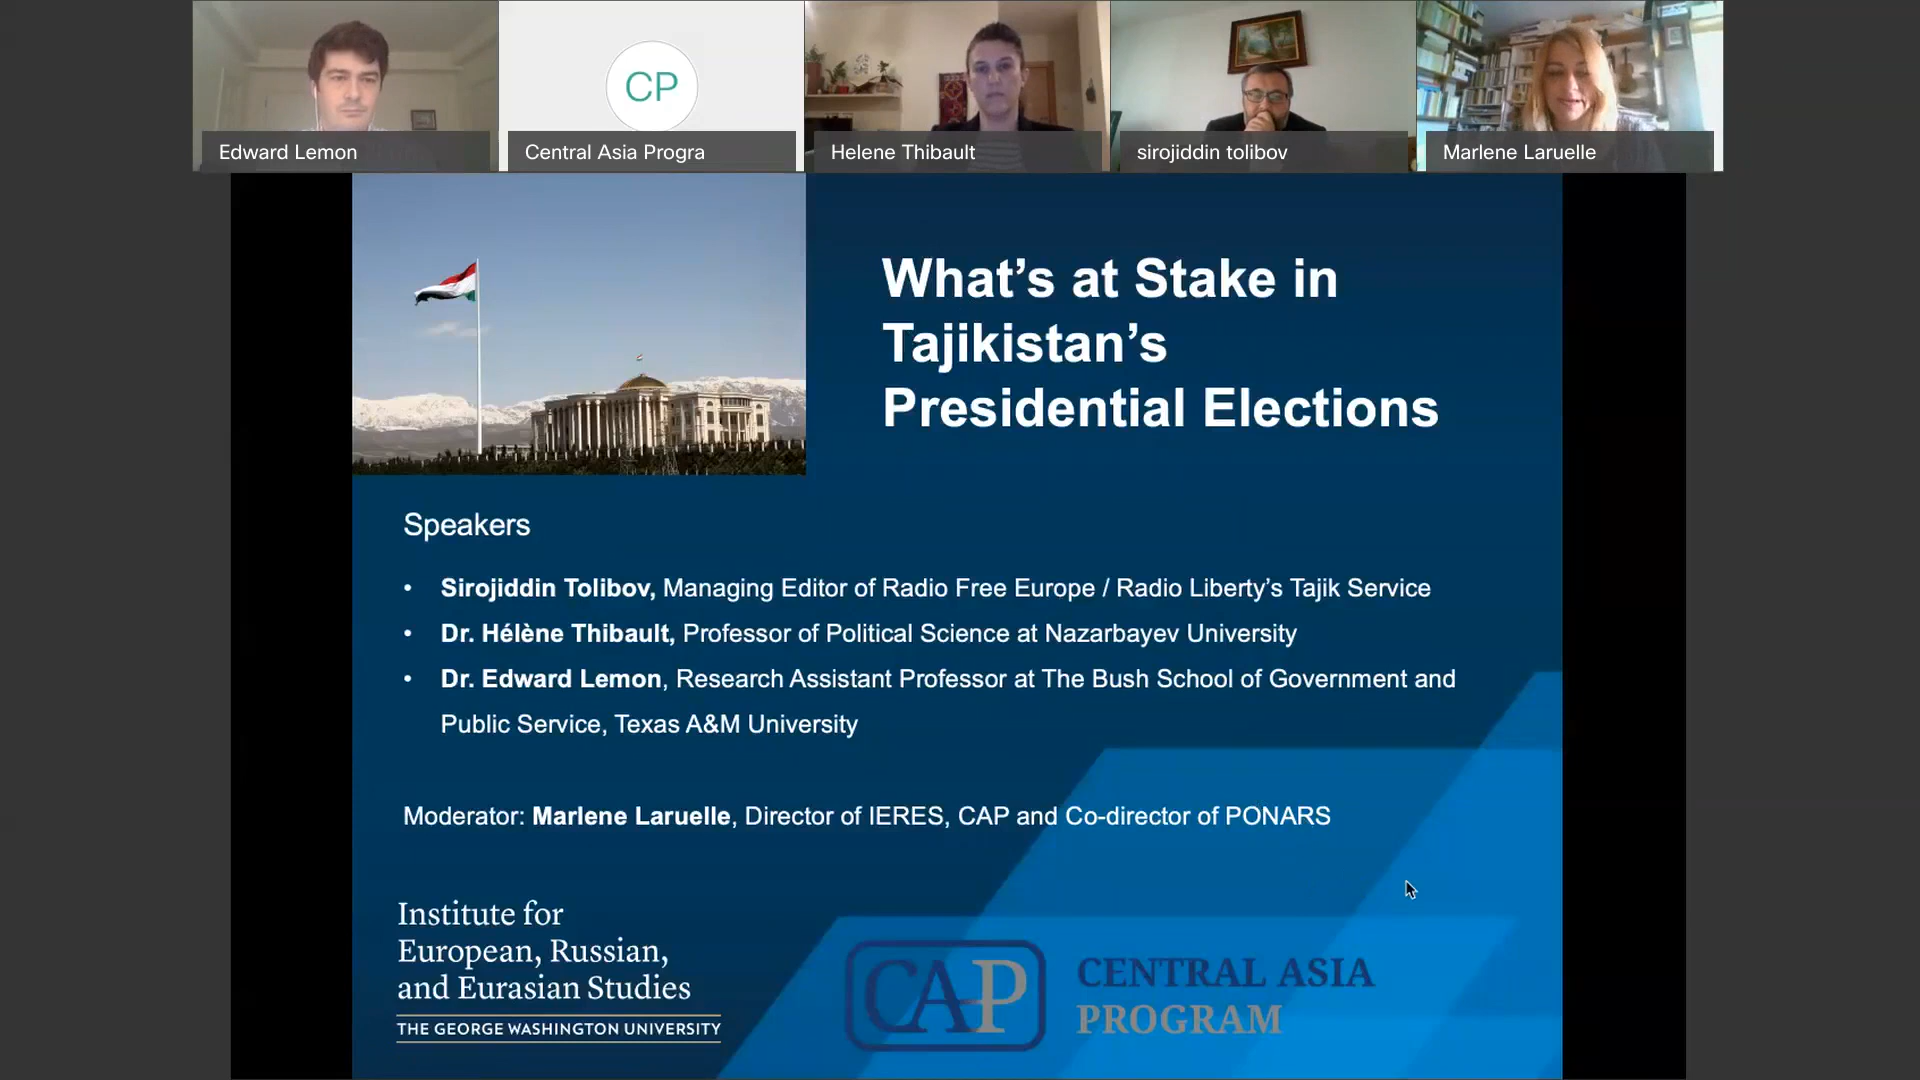 Edward Lemon
CP
Central Asia Progra
Helene Thibault
sirojiddin tolibov
Marlene Laruelle
What’s at Stake in
Tajikistan’s
Presidential Elections
Speakers
• Sirojiddin Tolibov, Managing Editor of Radio Free Europe / Radio Liberty’s Tajik Service
• Dr. Hélène Thibault, Professor of Political Science at Nazarbayev University
• Dr. Edward Lemon, Research Assistant Professor at The Bush School of Government and
Public Service, Texas A&M University
Moderator: Marlene Laruelle, Director of IERES, CAP and Co-director of PONARS
Institute for
European, Russian,
and Eurasian Studies
THE GEORGE WASHINGTON UNIVERSITY
CAP
CENTRAL ASIA
PROGRAM